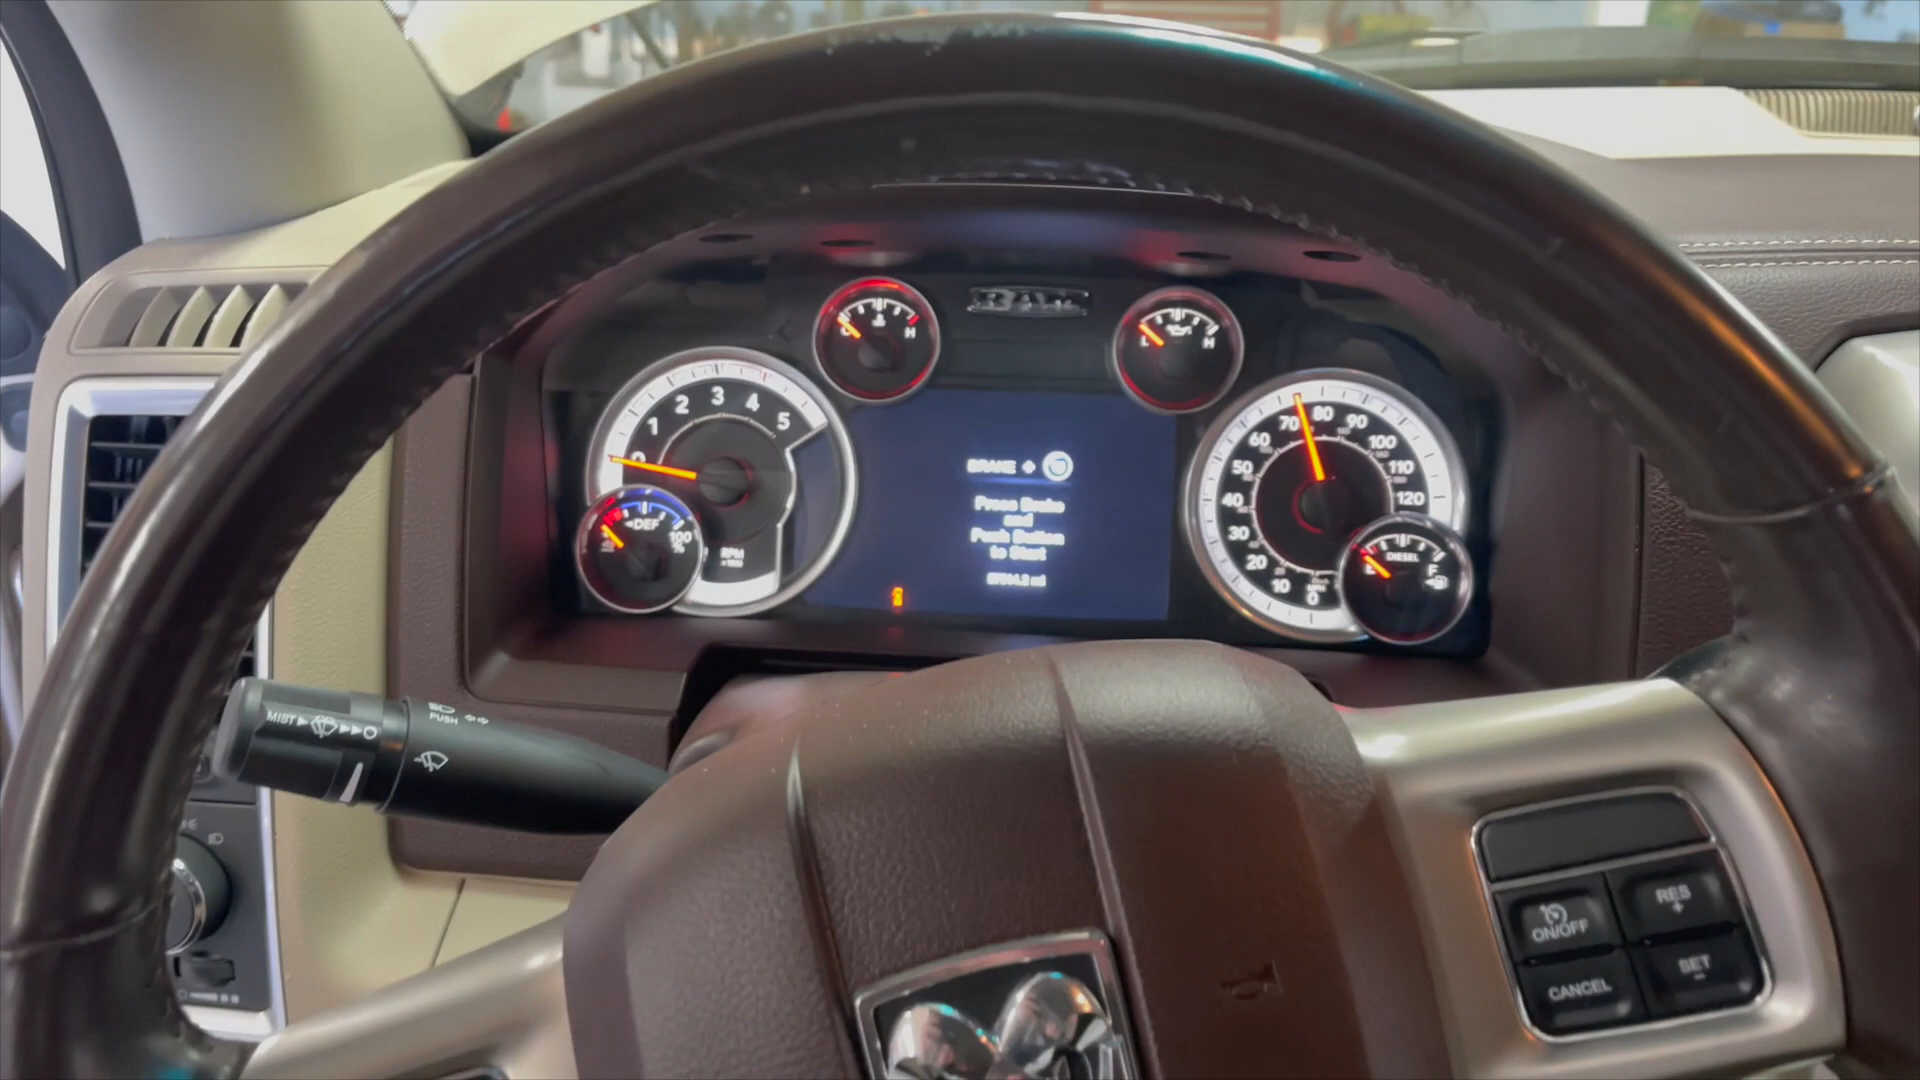 RAM
C H
L H
0 1 2 3 4 5
RPM
x1000
DEF
100
%
BRAKE +
Press Brake
and
Push Button
to Start
0 10 20 30 40 50 60 70 80 90 100 110 120
MPH
DIESEL
E F
MIST
PUSH
ON/OFF
RES
+
CANCEL
SET
-